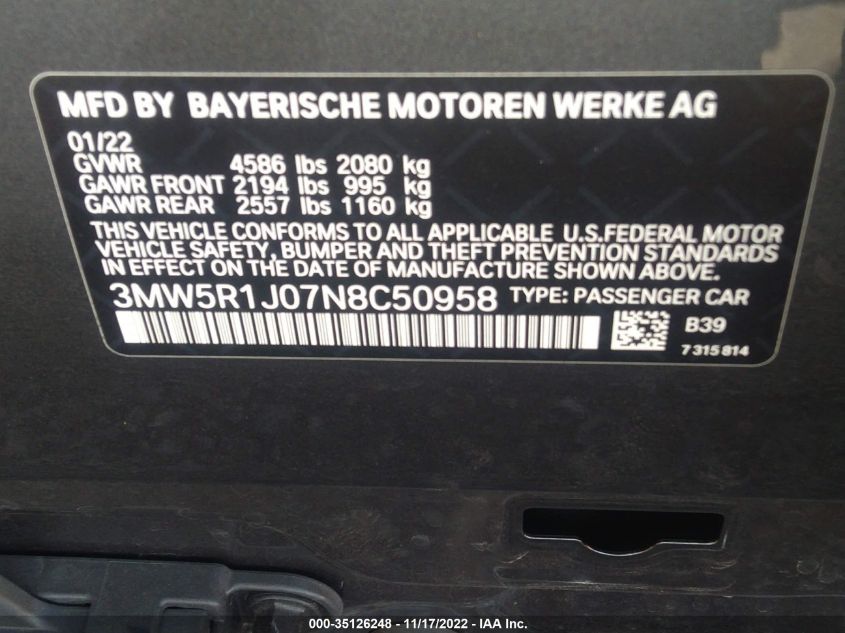 MFD BY BAYERISCHE MOTOREN WERKE AG
01/22
GVWR 4586 lbs 2080 kg
GAWR FRONT 2194 lbs 995 kg
GAWR REAR 2557 lbs 1160 kg
THIS VEHICLE CONFORMS TO ALL APPLICABLE U.S.FEDERAL MOTOR
VEHICLE SAFETY, BUMPER AND THEFT PREVENTION STANDARDS
IN EFFECT ON THE DATE OF MANUFACTURE SHOWN ABOVE.
3MW5R1J07N8C50958 TYPE: PASSENGER CAR
B39
7 315 814
000-35126248 - 11/17/2022 - IAA Inc.